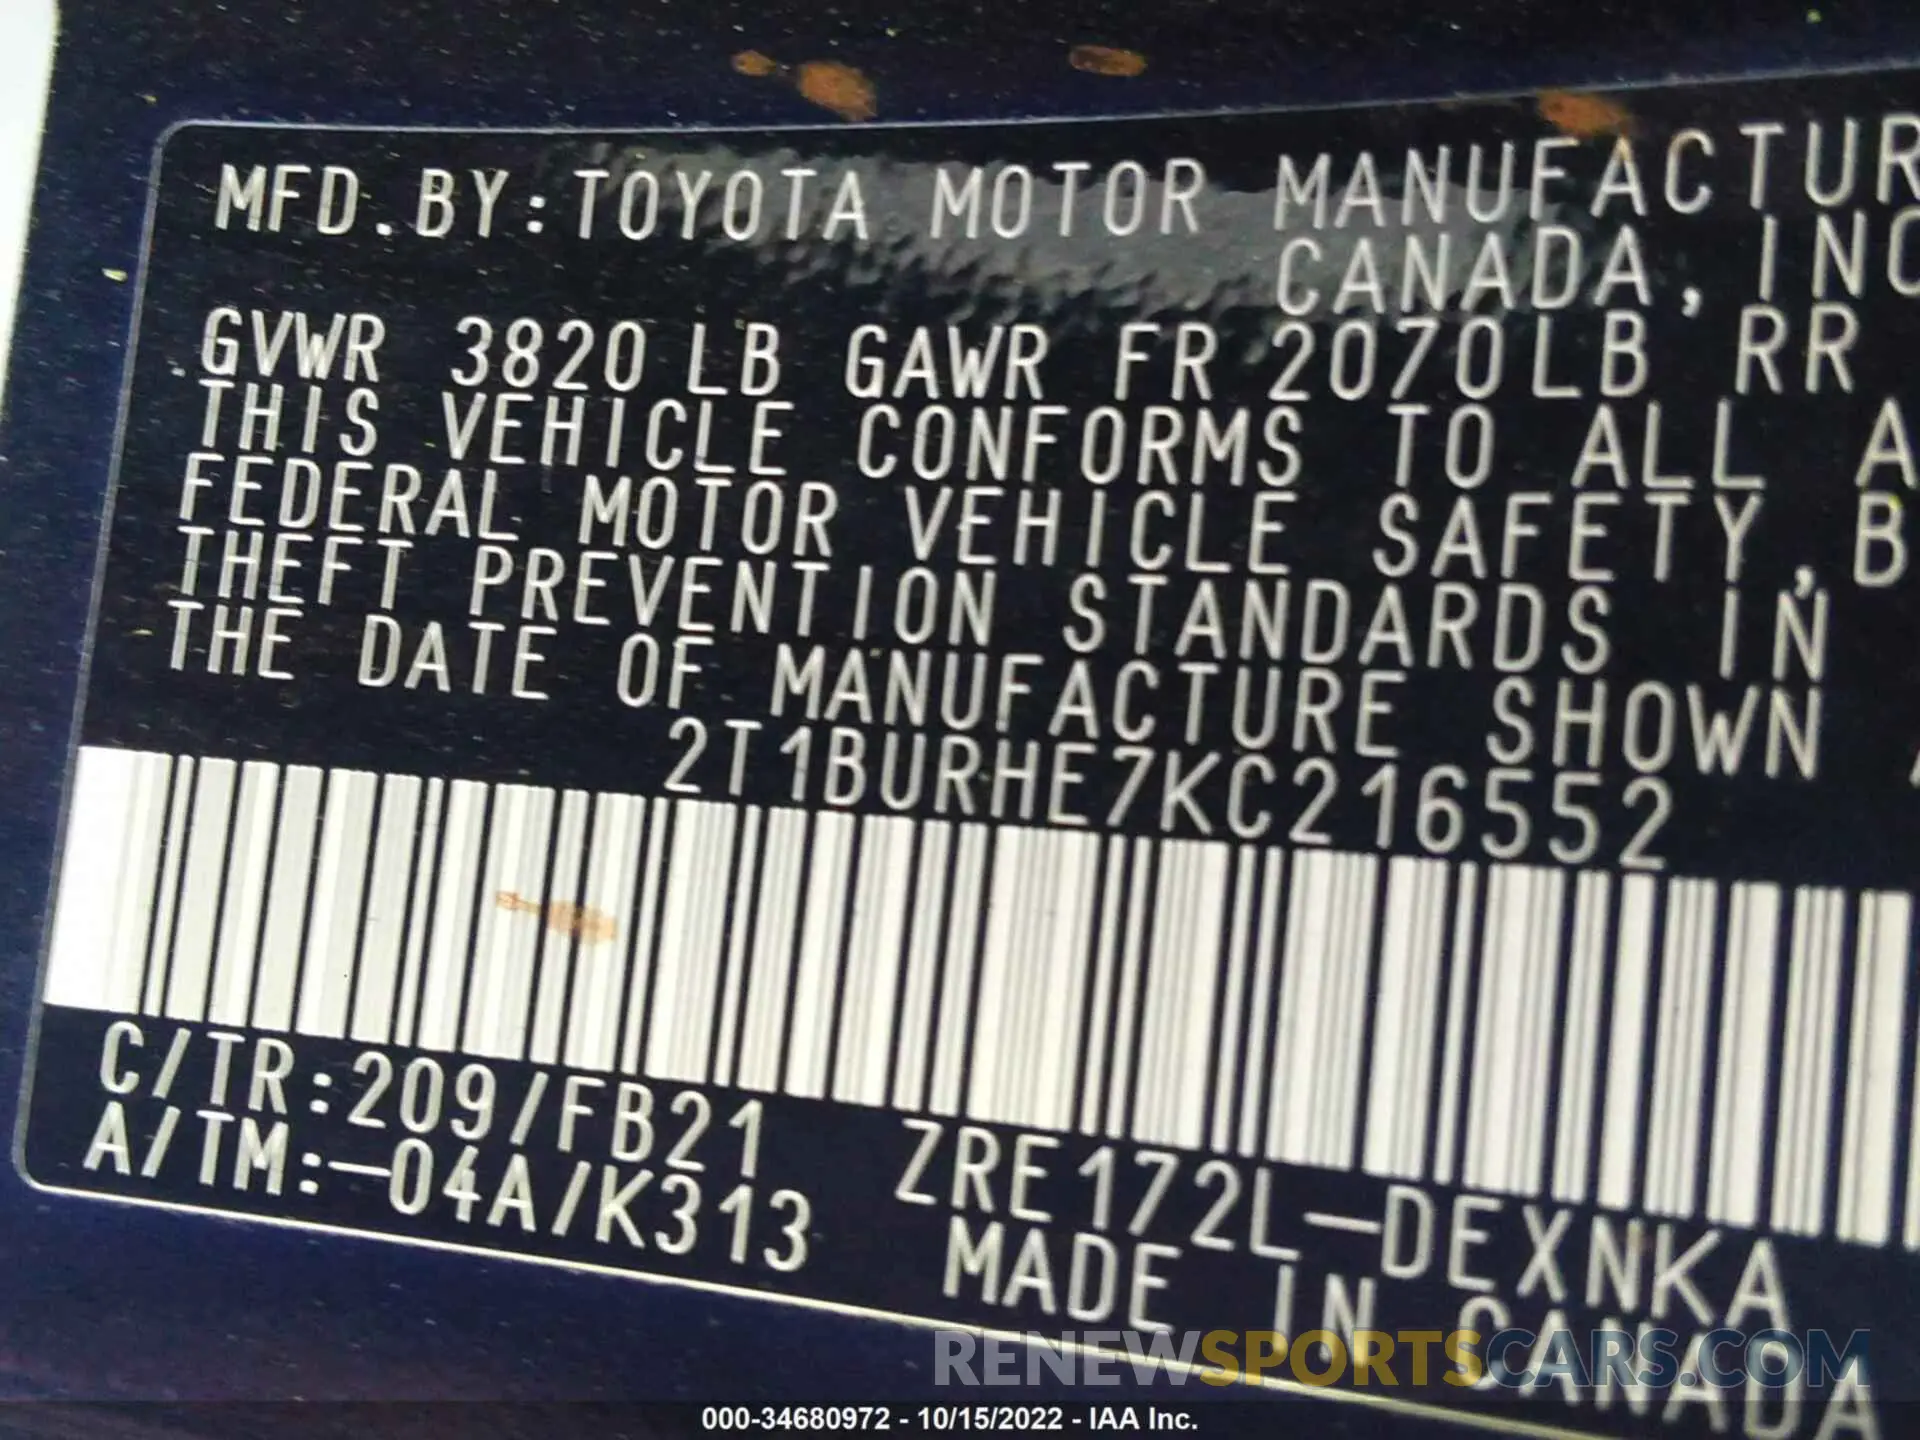 MFD.BY:TOYOTA MOTOR MANUFACTUR
CANADA, INC
GVWR 3820 LB GAWR FR 2070LB RR
THIS VEHICLE CONFORMS TO ALL A
FEDERAL MOTOR VEHICLE SAFETY,B
THEFT PREVENTION STANDARDS IN
THE DATE OF MANUFACTURE SHOWN A
2T1BURHE7KC216552
C/TR:209/FB21 ZRE172L-DEXNKA
A/TM:-04A/K313 MADE IN CANADA
RENEWSPORTSCARS.COM
000-34680972 - 10/15/2022 - IAA Inc.